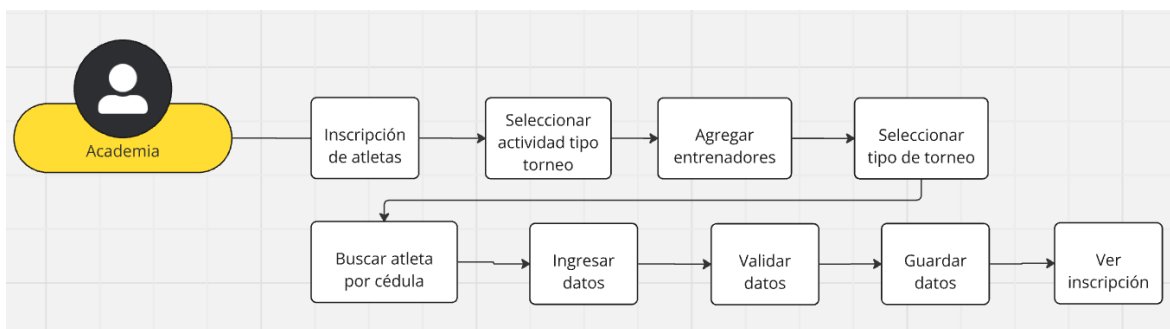 Academia
Inscripción
de atletas
Seleccionar
actividad tipo
torneo
Agregar
entrenadores
Seleccionar
tipo de torneo
Buscar atleta
por cédula
Ingresar
datos
Validar
datos
Guardar
datos
Ver
inscripción